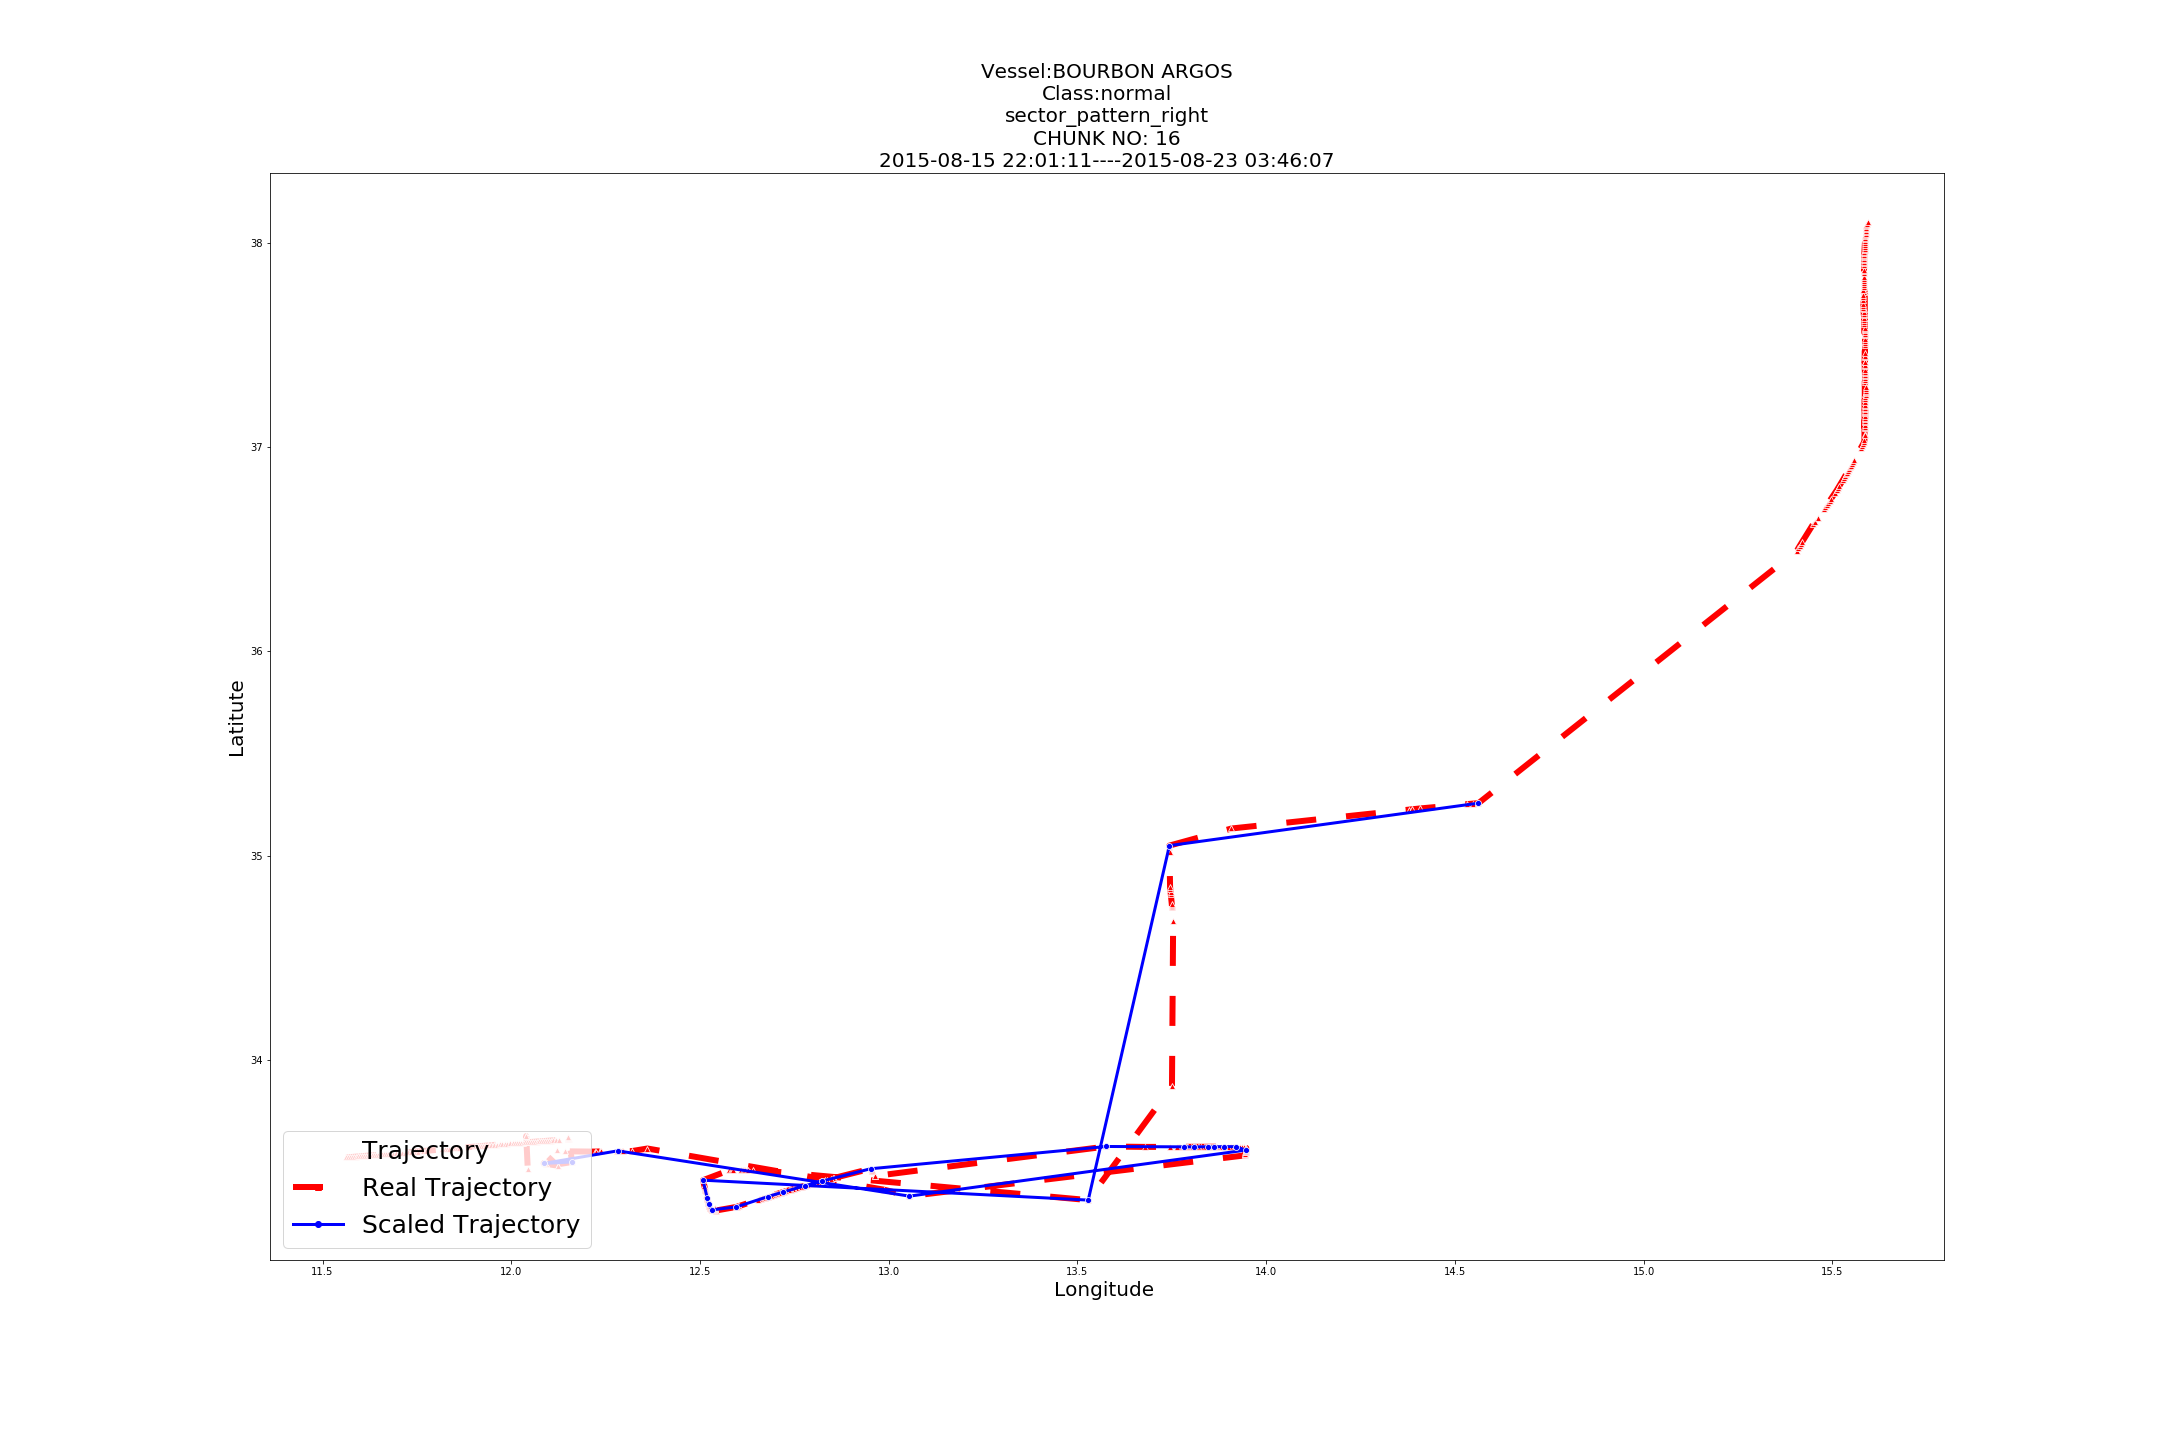 Vessel:BOURBON ARGOS
Class:normal
sector_pattern_right
CHUNK NO: 16
2015-08-15 22:01:11----2015-08-23 03:46:07
38
37
36
35
34
Latitute
Trajectory
Real Trajectory
Scaled Trajectory
11.5 12.0 12.5 13.0 13.5 14.0 14.5 15.0 15.5
Longitude